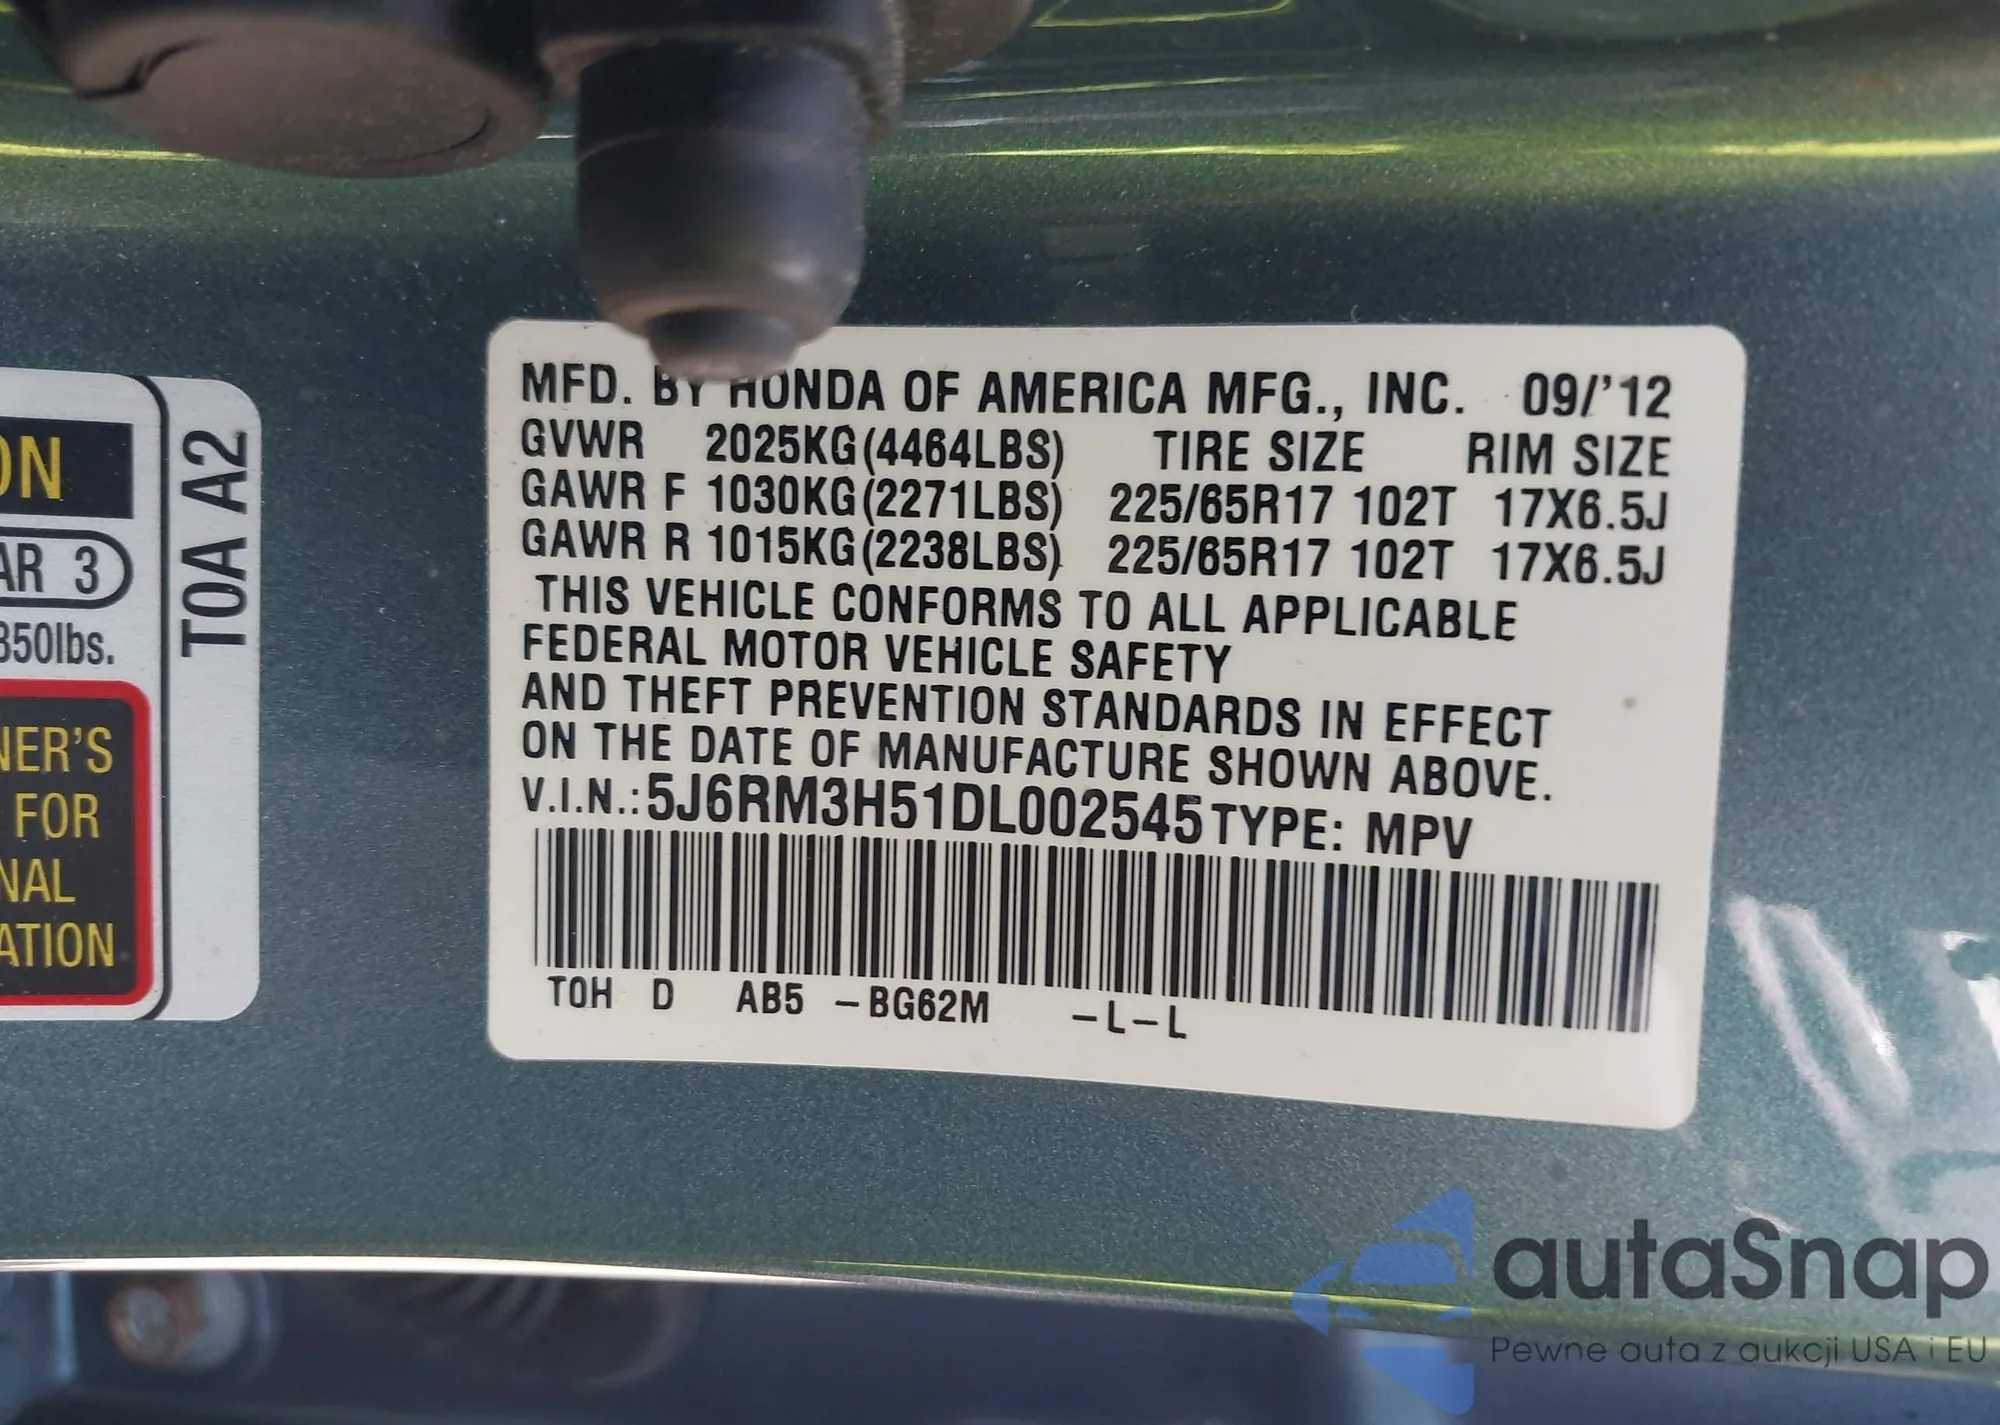 MFD. BY HONDA OF AMERICA MFG., INC. 09/'12
GVWR 2025KG(4464LBS) TIRE SIZE RIM SIZE
GAWR F 1030KG(2271LBS) 225/65R17 102T 17X6.5J
GAWR R 1015KG(2238LBS) 225/65R17 102T 17X6.5J
THIS VEHICLE CONFORMS TO ALL APPLICABLE
FEDERAL MOTOR VEHICLE SAFETY
AND THEFT PREVENTION STANDARDS IN EFFECT
ON THE DATE OF MANUFACTURE SHOWN ABOVE.
V.I.N.:5J6RM3H51DL002545 TYPE: MPV
T0H D AB5 -BG62M -L-L
ON
AR 3
350lbs.
NER'S
FOR
NAL
ATION
T0A A2
autaSnap
Pewne auta z aukcji USA i EU